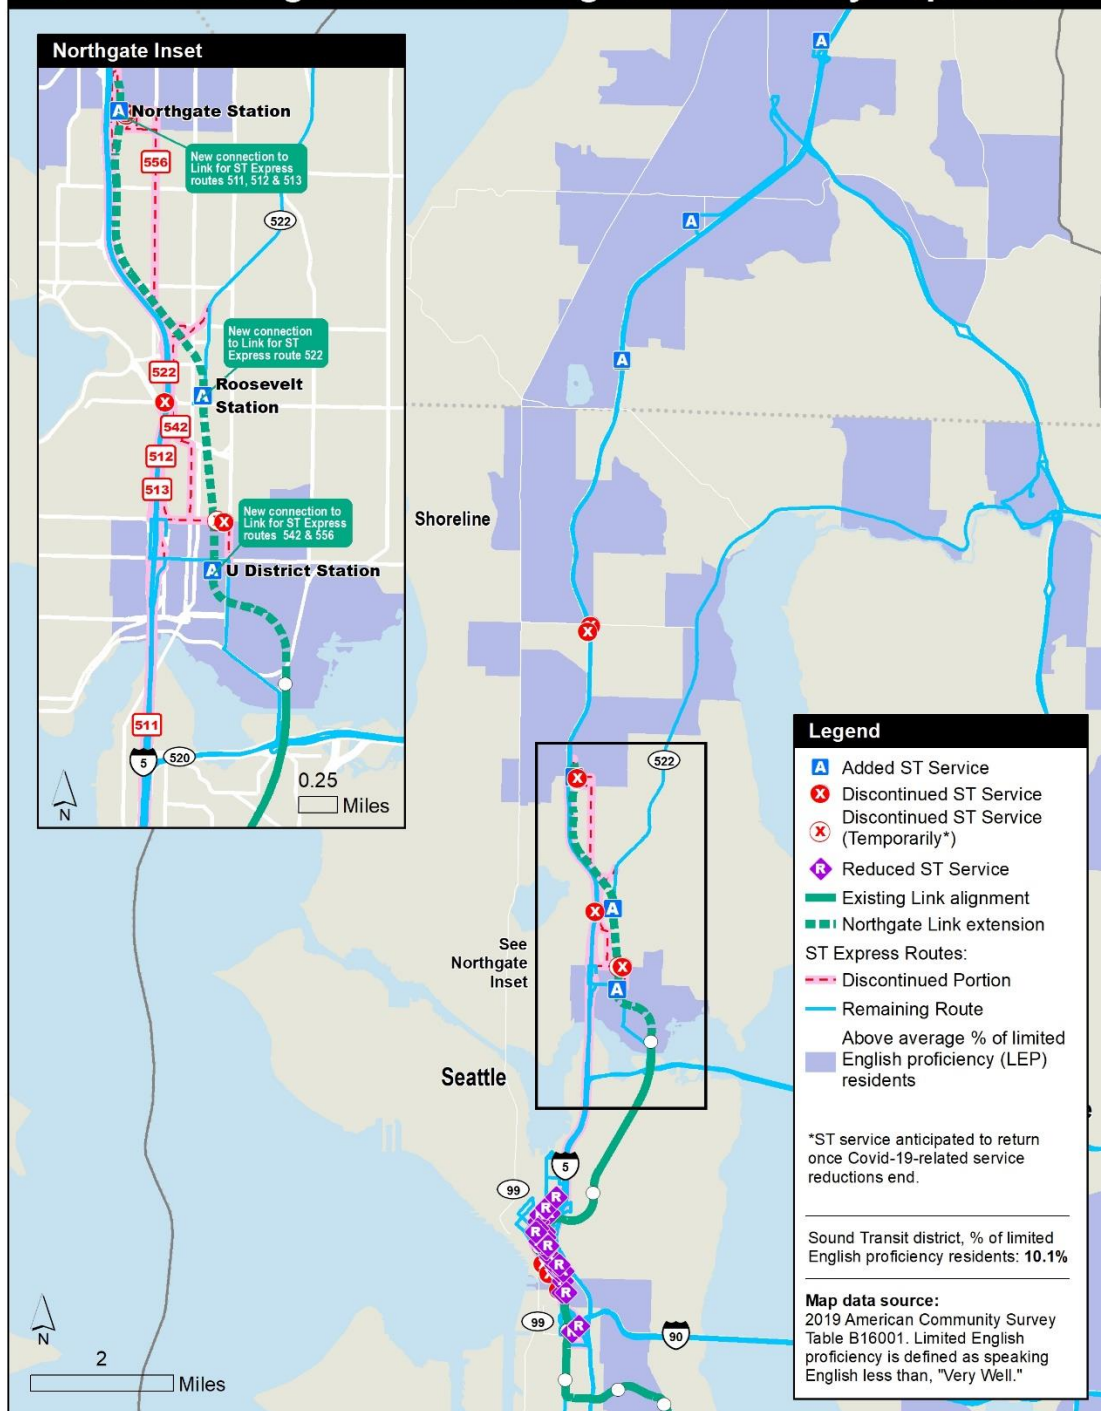 Northgate Inset
A Northgate Station
New connection to
Link for ST Express
routes 511, 512 & 513
556
522
New connection
to Link for ST
Express route 522
522
A Roosevelt
Station
X
542
512
513
New connection to
Link for ST Express
routes 542 & 556
X
A U District Station
511
5
520
0.25
Miles
N
A
A
A
Shoreline
X
X
522
X
A
See
Northgate
Inset
X
A
Seattle
5
99
R
R
R
R
R
R
99
R
90
N
2
Miles
Legend
A Added ST Service
X Discontinued ST Service
X Discontinued ST Service
(Temporarily*)
R Reduced ST Service
Existing Link alignment
Northgate Link extension
ST Express Routes:
Discontinued Portion
Remaining Route
Above average % of limited
English proficiency (LEP)
residents
*ST service anticipated to return
once Covid-19-related service
reductions end.
Sound Transit district, % of limited
English proficiency residents: 10.1%
Map data source:
2019 American Community Survey
Table B16001. Limited English
proficiency is defined as speaking
English less than, "Very Well."